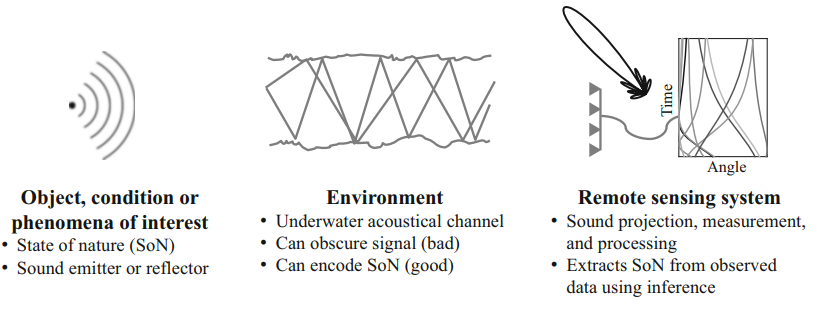 Time
Angle
Object, condition or
phenomena of interest
• State of nature (SoN)
• Sound emitter or reflector
Environment
• Underwater acoustical channel
• Can obscure signal (bad)
• Can encode SoN (good)
Remote sensing system
• Sound projection, measurement,
and processing
• Extracts SoN from observed
data using inference